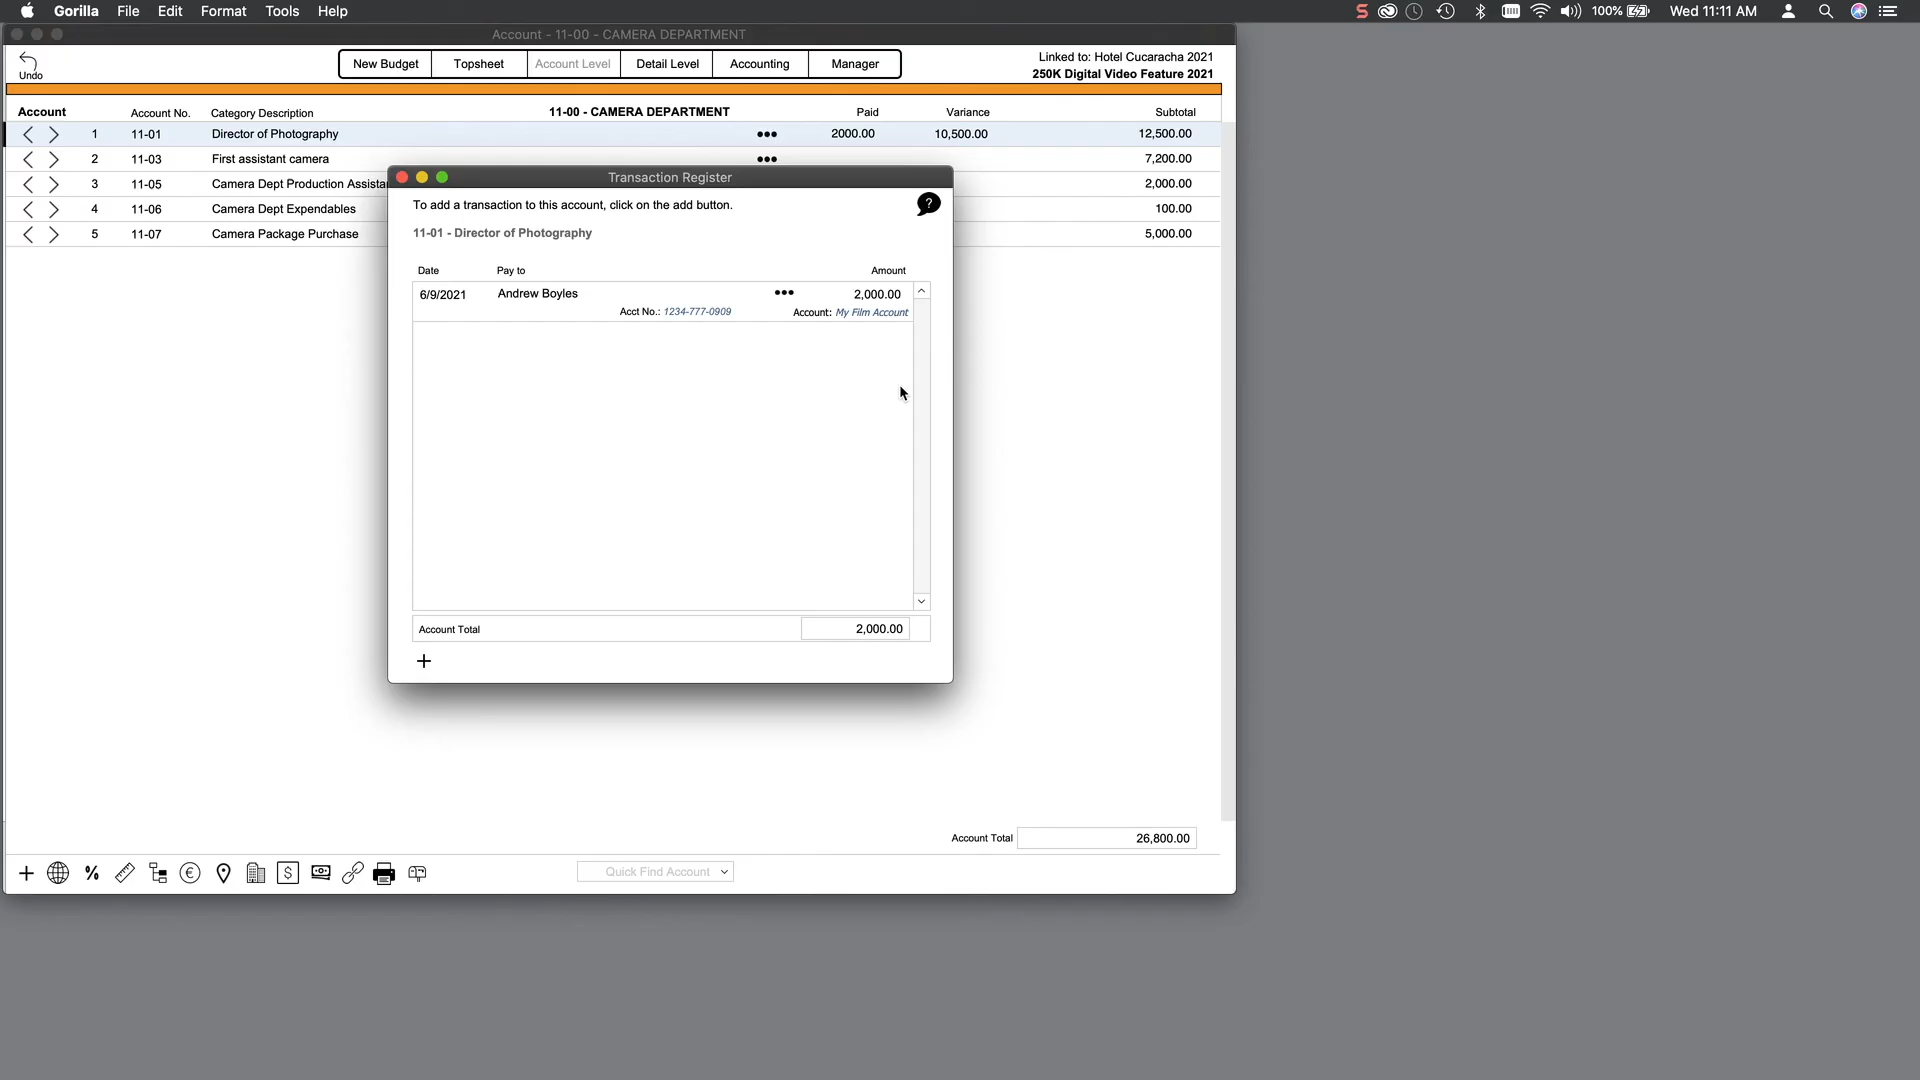 Gorilla File Edit Format Tools Help 100% Wed 11:11 AM
Account - 11-00 - CAMERA DEPARTMENT
Undo
New Budget Topsheet Account Level Detail Level Accounting Manager
Linked to: Hotel Cucaracha 2021
250K Digital Video Feature 2021
Account Account No. Category Description 11-00 - CAMERA DEPARTMENT Paid Variance Subtotal
1 11-01 Director of Photography ••• 2000.00 10,500.00 12,500.00
2 11-03 First assistant camera ••• 7,200.00
3 11-05 Camera Dept Production Assista 2,000.00
4 11-06 Camera Dept Expendables 100.00
5 11-07 Camera Package Purchase 5,000.00
Transaction Register
To add a transaction to this account, click on the add button.
?
11-01 - Director of Photography
Date Pay to Amount
6/9/2021 Andrew Boyles ••• 2,000.00
Acct No.: 1234-777-0909 Account: My Film Account
Account Total 2,000.00
+
Account Total 26,800.00
Quick Find Account